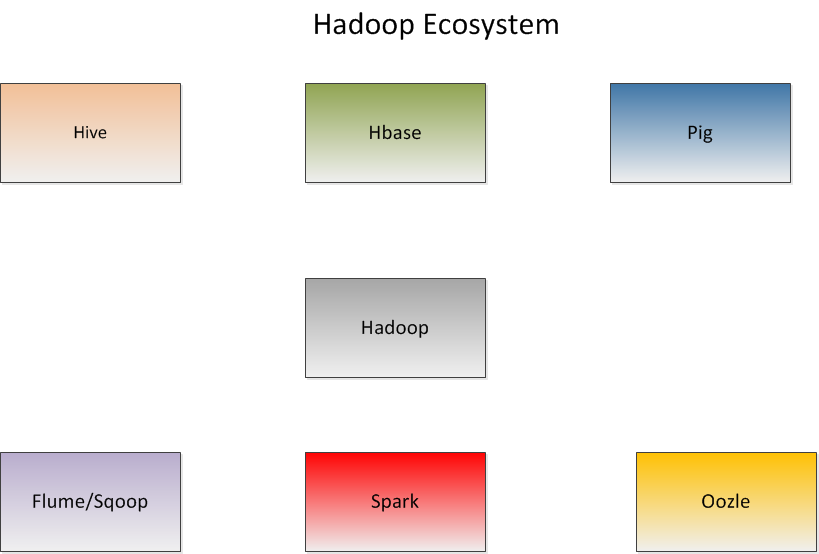 Hadoop Ecosystem
Hive
Hbase
Pig
Hadoop
Flume/Sqoop
Spark
Oozle